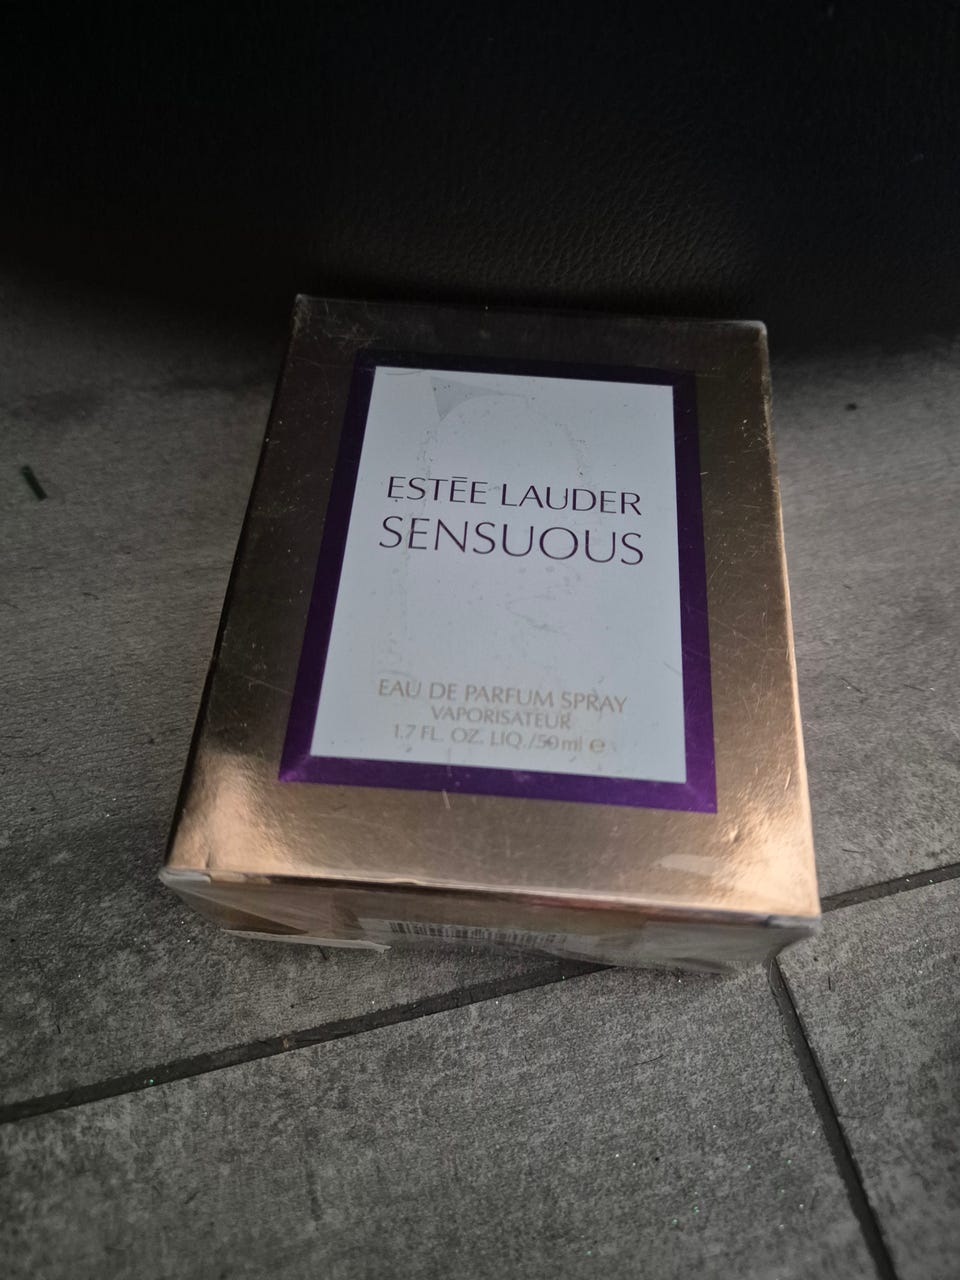 ESTĒE LAUDER
SENSUOUS
EAU DE PARFUM SPRAY
VAPORISATEUR
1.7 FL. OZ. LIQ./50 ml ℮